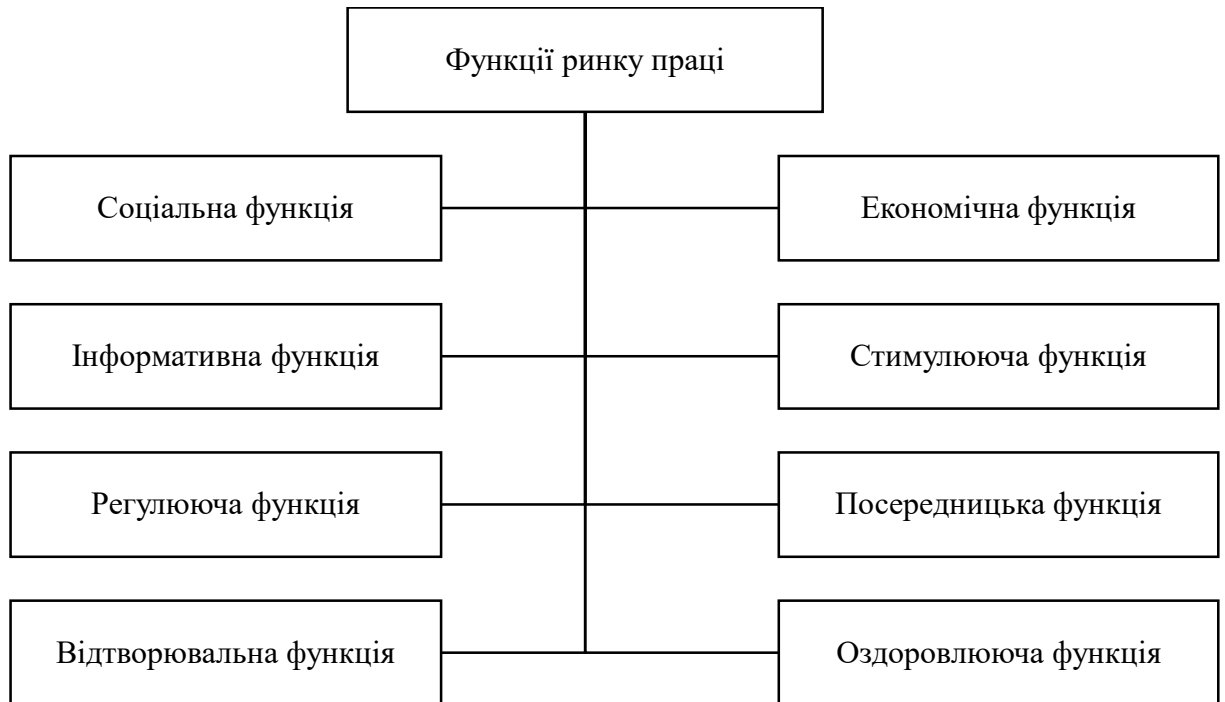 Функції ринку праці
Соціальна функція
Економічна функція
Інформативна функція
Стимулююча функція
Регулююча функція
Посередницька функція
Відтворювальна функція
Оздоровлююча функція